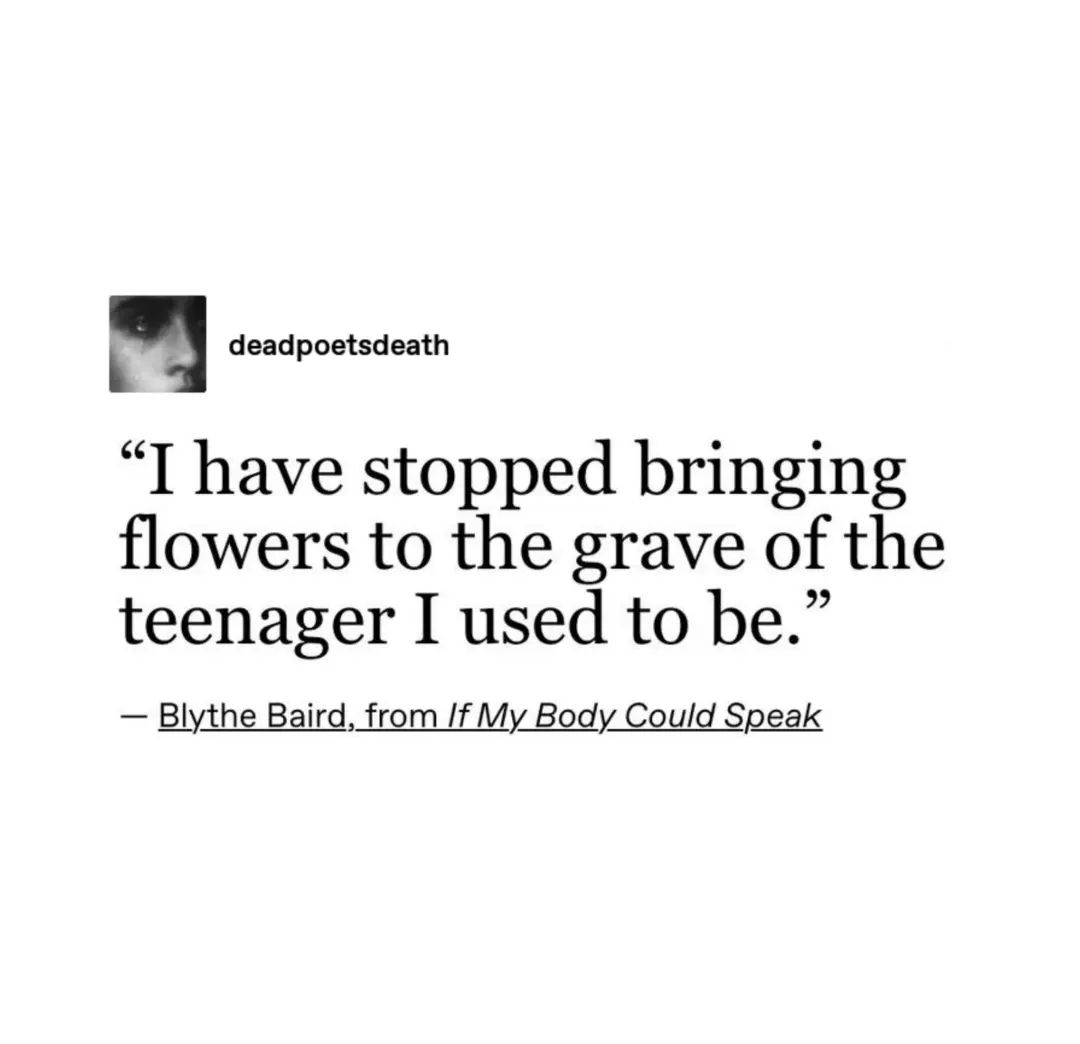 deadpoetsdeath
“I have stopped bringing
flowers to the grave of the
teenager I used to be.”
— Blythe Baird, from If My Body Could Speak